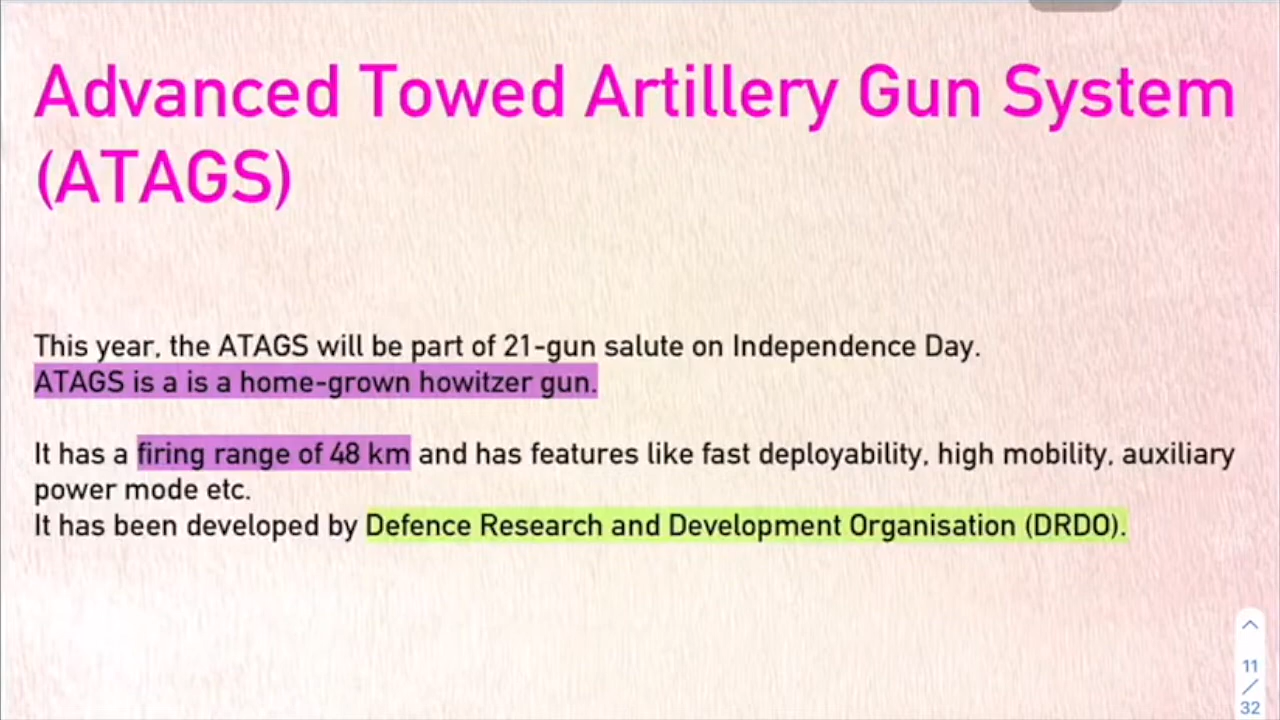 Advanced Towed Artillery Gun System
(ATAGS)
This year, the ATAGS will be part of 21-gun salute on Independence Day.
ATAGS is a is a home-grown howitzer gun.
It has a firing range of 48 km and has features like fast deployability, high mobility, auxiliary
power mode etc.
It has been developed by Defence Research and Development Organisation (DRDO).
11
/
32